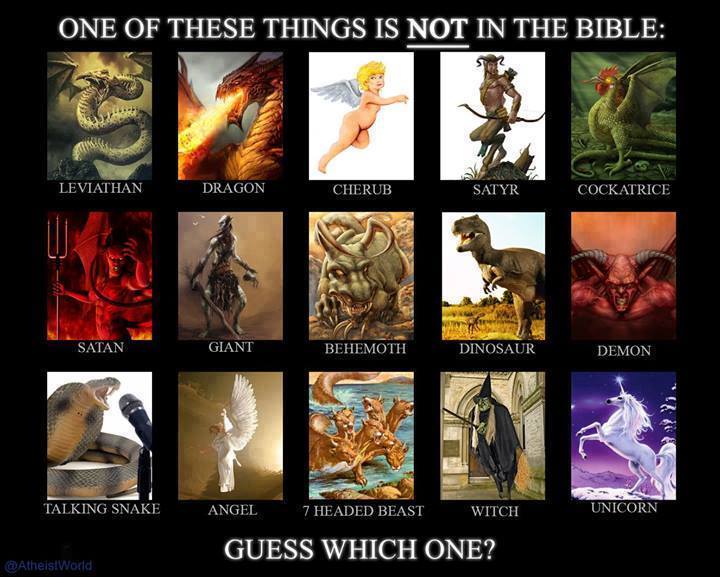 ONE OF THESE THINGS IS NOT IN THE BIBLE:
LEVIATHAN DRAGON CHERUB SATYR COCKATRICE
SATAN GIANT BEHEMOTH DINOSAUR DEMON
TALKING SNAKE ANGEL 7 HEADED BEAST WITCH UNICORN
GUESS WHICH ONE?
@AtheistWorld